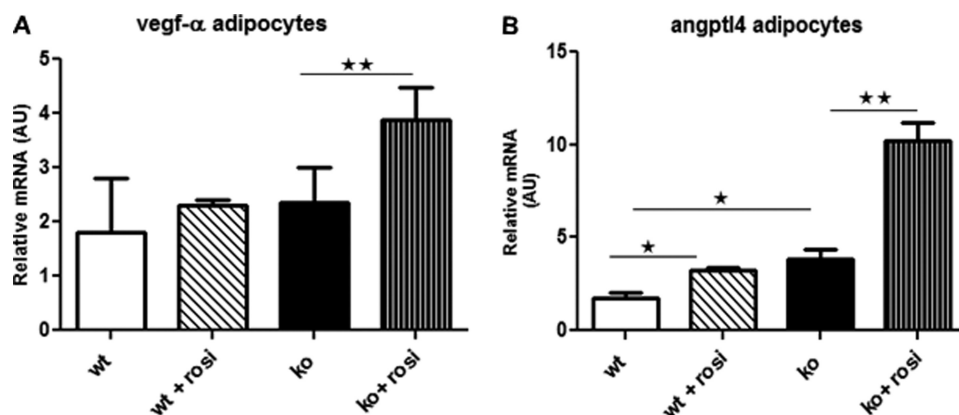 A
vegf-α adipocytes
Relative mRNA (AU)
5
4
3
2
1
0
★★
wt
wt + rosi
ko
ko+ rosi
B
angptl4 adipocytes
Relative mRNA
(AU)
15
10
5
0
★
★
★★
wt
wt + rosi
ko
ko+ rosi